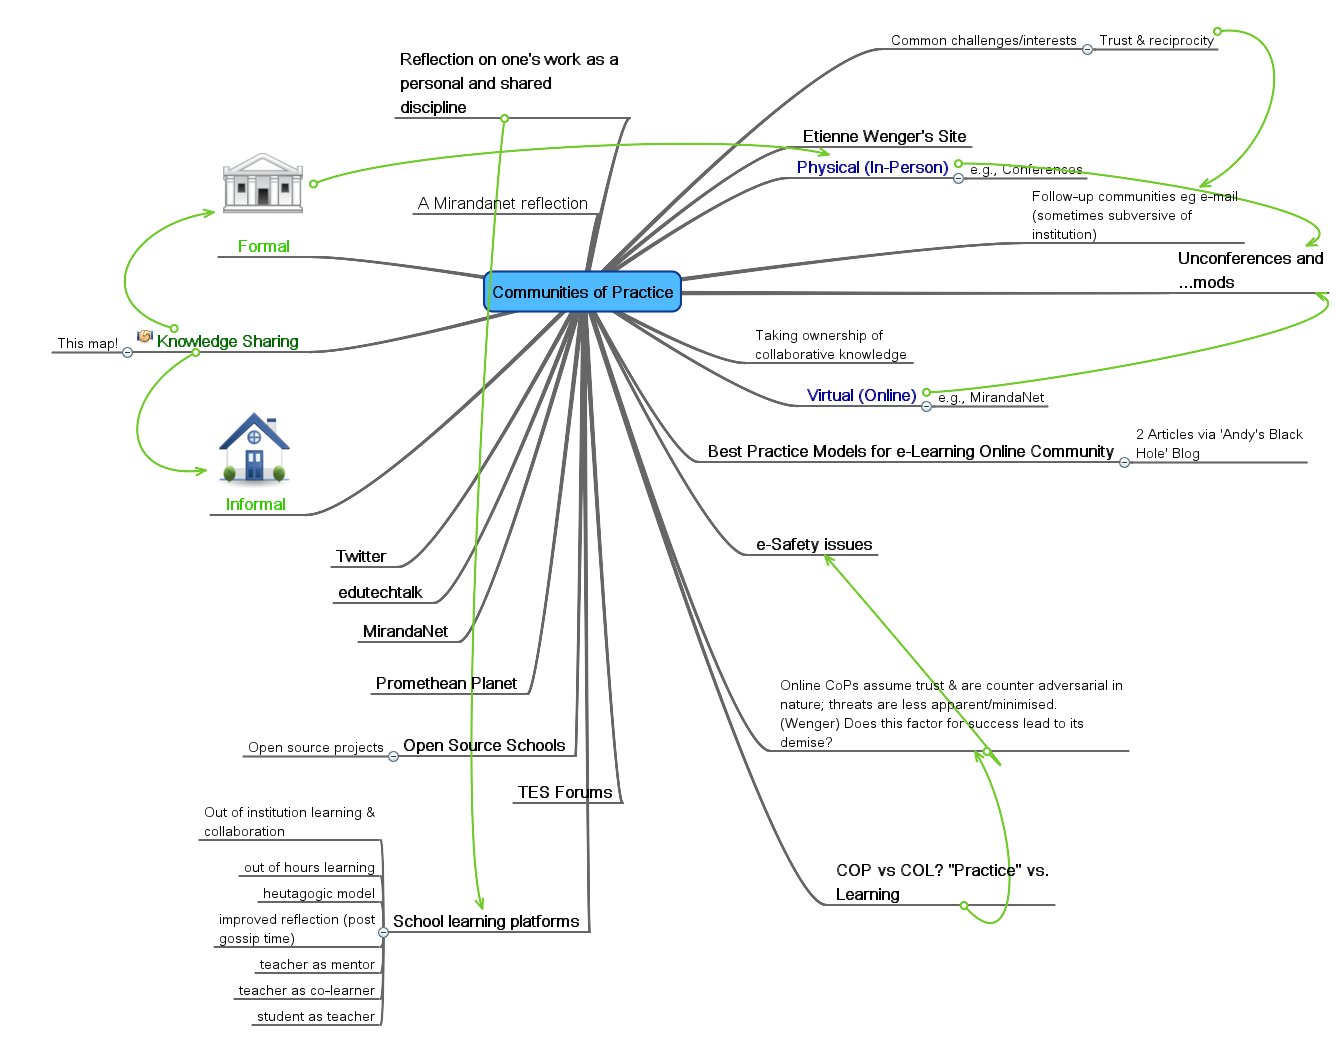 Common challenges/interests
Trust & reciprocity
Reflection on one's work as a
personal and shared
discipline
Etienne Wenger's Site
Physical (In-Person)
e.g., Conferences
Follow-up communities eg e-mail
(sometimes subversive of
institution)
A Mirandanet reflection
Formal
Unconferences and
...mods
Communities of Practice
This map!
Knowledge Sharing
Taking ownership of
collaborative knowledge
Virtual (Online)
e.g., MirandaNet
Best Practice Models for e-Learning Online Community
2 Articles via 'Andy's Black
Hole' Blog
Informal
e-Safety issues
Twitter
edutechtalk
MirandaNet
Promethean Planet
Online CoPs assume trust & are counter adversarial in
nature; threats are less apparent/minimised.
(Wenger) Does this factor for success lead to its
demise?
Open source projects
Open Source Schools
TES Forums
Out of institution learning &
collaboration
out of hours learning
heutagogic model
improved reflection (post
gossip time)
teacher as mentor
teacher as co-learner
student as teacher
School learning platforms
COP vs COL? "Practice" vs.
Learning